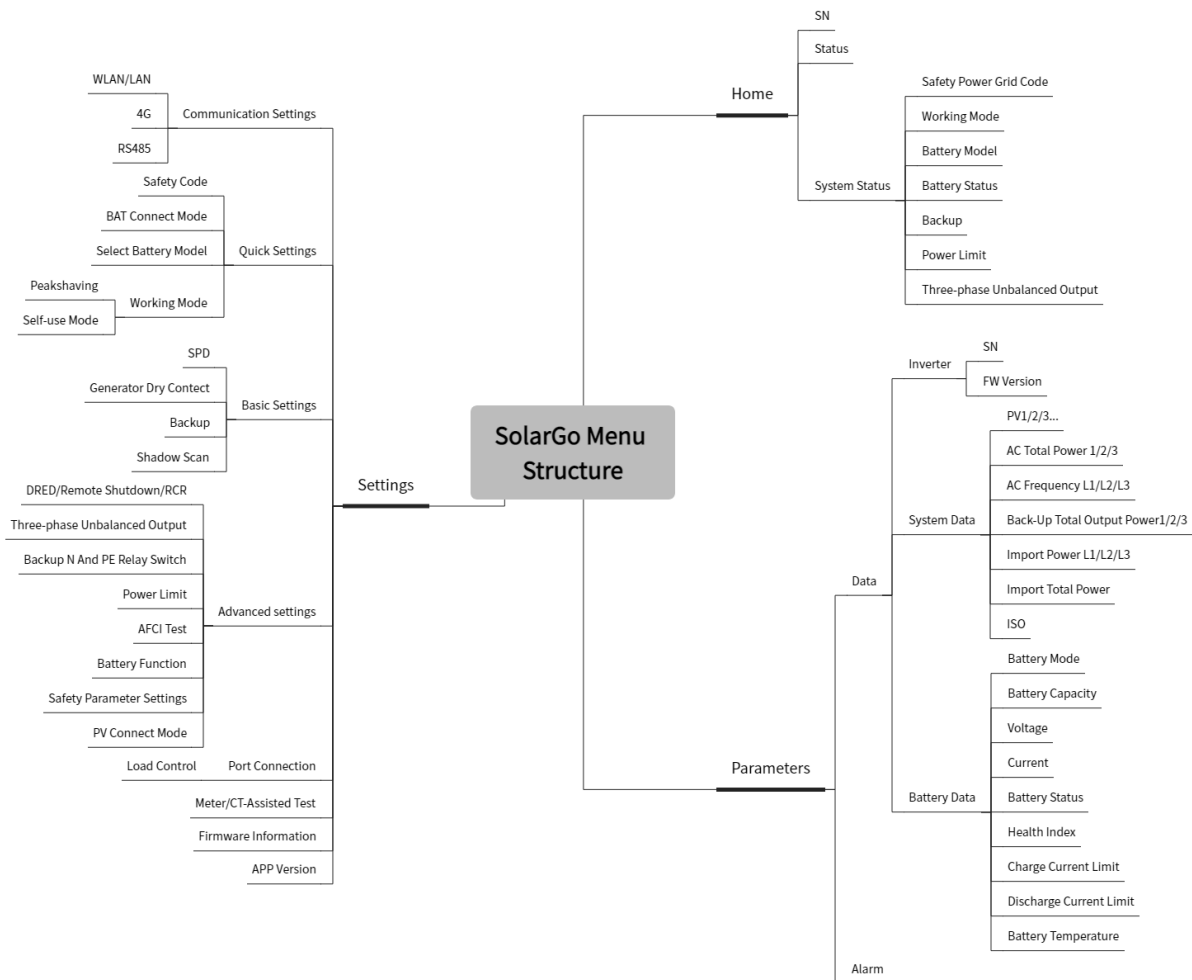 SolarGo Menu
Structure
Home
SN
Status
System Status
Safety Power Grid Code
Working Mode
Battery Model
Battery Status
Backup
Power Limit
Three-phase Unbalanced Output
Parameters
Data
Inverter
SN
FW Version
System Data
PV1/2/3...
AC Total Power 1/2/3
AC Frequency L1/L2/L3
Back-Up Total Output Power1/2/3
Import Power L1/L2/L3
Import Total Power
ISO
Battery Data
Battery Mode
Battery Capacity
Voltage
Current
Battery Status
Health Index
Charge Current Limit
Discharge Current Limit
Battery Temperature
Alarm
Settings
Communication Settings
WLAN/LAN
4G
RS485
Quick Settings
Safety Code
BAT Connect Mode
Select Battery Model
Working Mode
Peakshaving
Self-use Mode
Basic Settings
SPD
Generator Dry Contect
Backup
Shadow Scan
Advanced settings
DRED/Remote Shutdown/RCR
Three-phase Unbalanced Output
Backup N And PE Relay Switch
Power Limit
AFCI Test
Battery Function
Safety Parameter Settings
PV Connect Mode
Port Connection
Load Control
Meter/CT-Assisted Test
Firmware Information
APP Version